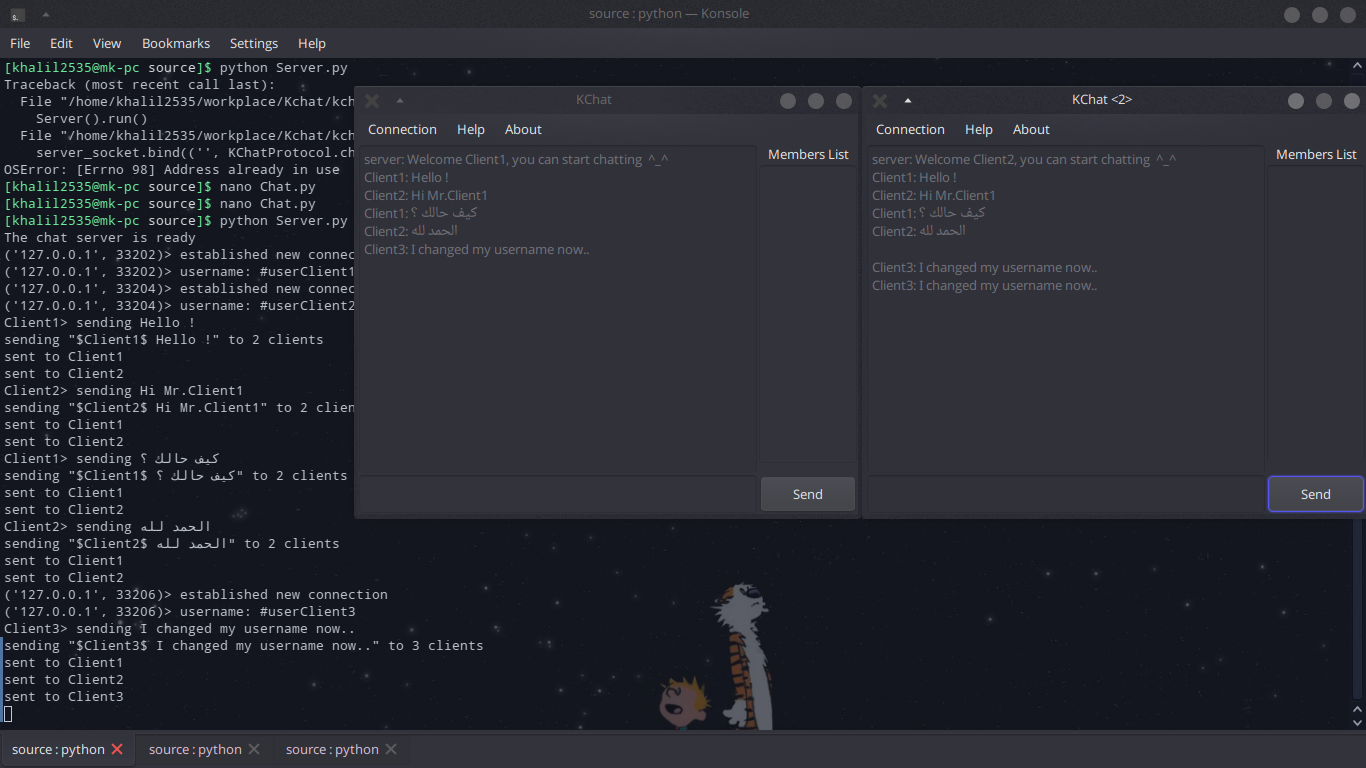 source : python — Konsole
File Edit View Bookmarks Settings Help
[khalil2535@mk-pc source]$ python Server.py
Traceback (most recent call last):
File "/home/khalil2535/workplace/Kchat/kch
Server().run()
File "/home/khalil2535/workplace/Kchat/kch
server_socket.bind(('', KChatProtocol.ch
OSError: [Errno 98] Address already in use
[khalil2535@mk-pc source]$ nano Chat.py
[khalil2535@mk-pc source]$ nano Chat.py
[khalil2535@mk-pc source]$ python Server.py
The chat server is ready
('127.0.0.1', 33202)> established new connec
('127.0.0.1', 33202)> username: #userClient1
('127.0.0.1', 33204)> established new connec
('127.0.0.1', 33204)> username: #userClient2
Client1> sending Hello !
sending "$Client1$ Hello !" to 2 clients
sent to Client1
sent to Client2
Client2> sending Hi Mr.Client1
sending "$Client2$ Hi Mr.Client1" to 2 clien
sent to Client1
sent to Client2
Client1> sending كيف حالك ؟
sending "$Client1$ كيف حالك ؟" to 2 clients
sent to Client1
sent to Client2
Client2> sending الحمد لله
sending "$Client2$ الحمد لله" to 2 clients
sent to Client1
sent to Client2
('127.0.0.1', 33206)> established new connection
('127.0.0.1', 33206)> username: #userClient3
Client3> sending I changed my username now..
sending "$Client3$ I changed my username now.." to 3 clients
sent to Client1
sent to Client2
sent to Client3
KChat
Connection Help About
server: Welcome Client1, you can start chatting ^_^
Client1: Hello !
Client2: Hi Mr.Client1
Client1: كيف حالك ؟
Client2: الحمد لله
Client3: I changed my username now..
Members List
Send
KChat <2>
Connection Help About
server: Welcome Client2, you can start chatting ^_^
Client1: Hello !
Client2: Hi Mr.Client1
Client1: كيف حالك ؟
Client2: الحمد لله
Client3: I changed my username now..
Client3: I changed my username now..
Members List
Send
source : python source : python source : python